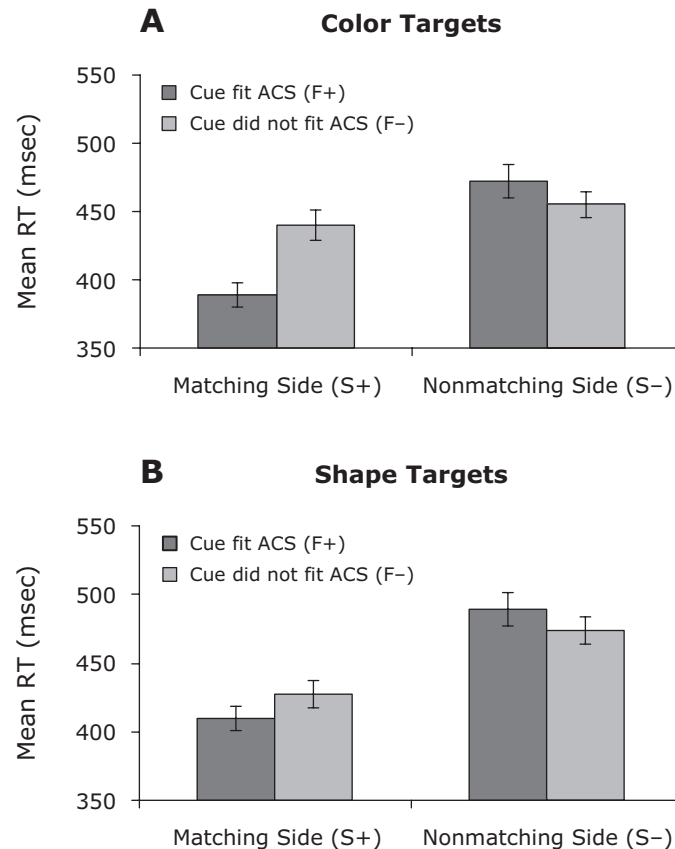 A Color Targets
550
Cue fit ACS (F+)
500
Cue did not fit ACS (F–)
450
400
350
Mean RT (msec)
Matching Side (S+) Nonmatching Side (S–)
B Shape Targets
550
Cue fit ACS (F+)
500
Cue did not fit ACS (F–)
450
400
350
Mean RT (msec)
Matching Side (S+) Nonmatching Side (S–)